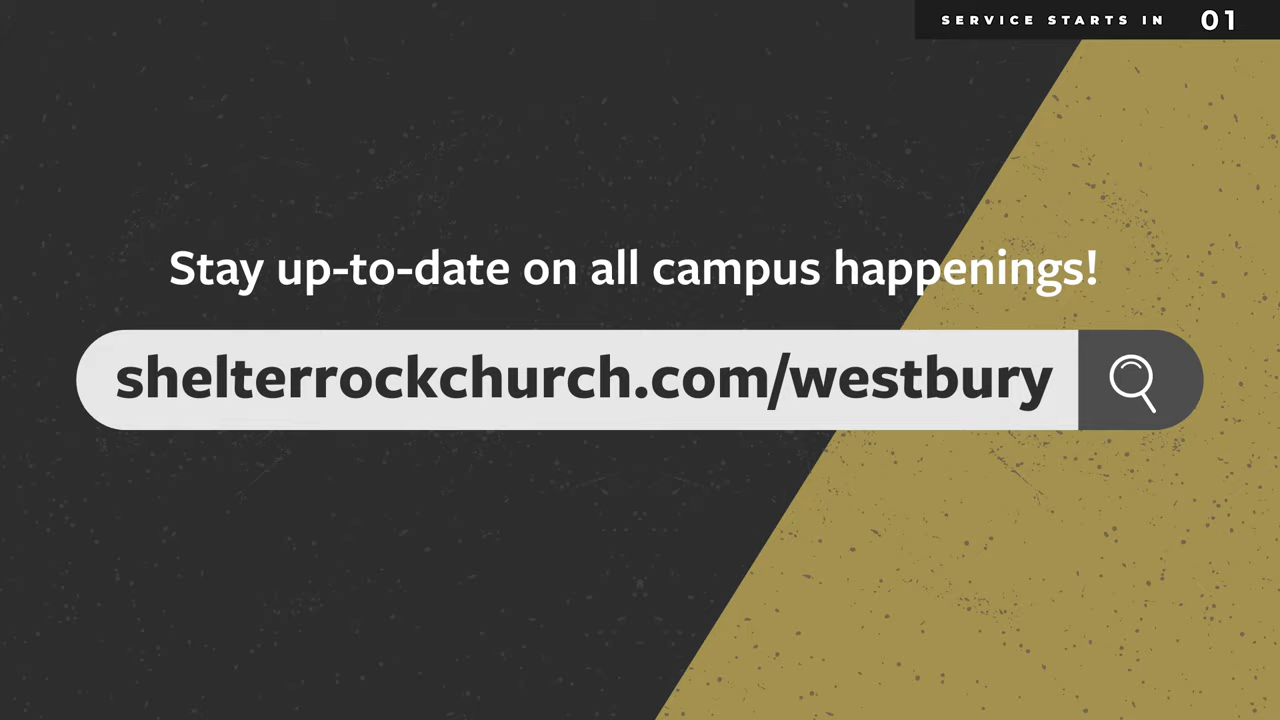 SERVICE STARTS IN 01
Stay up-to-date on all campus happenings!
shelterrockchurch.com/westbury